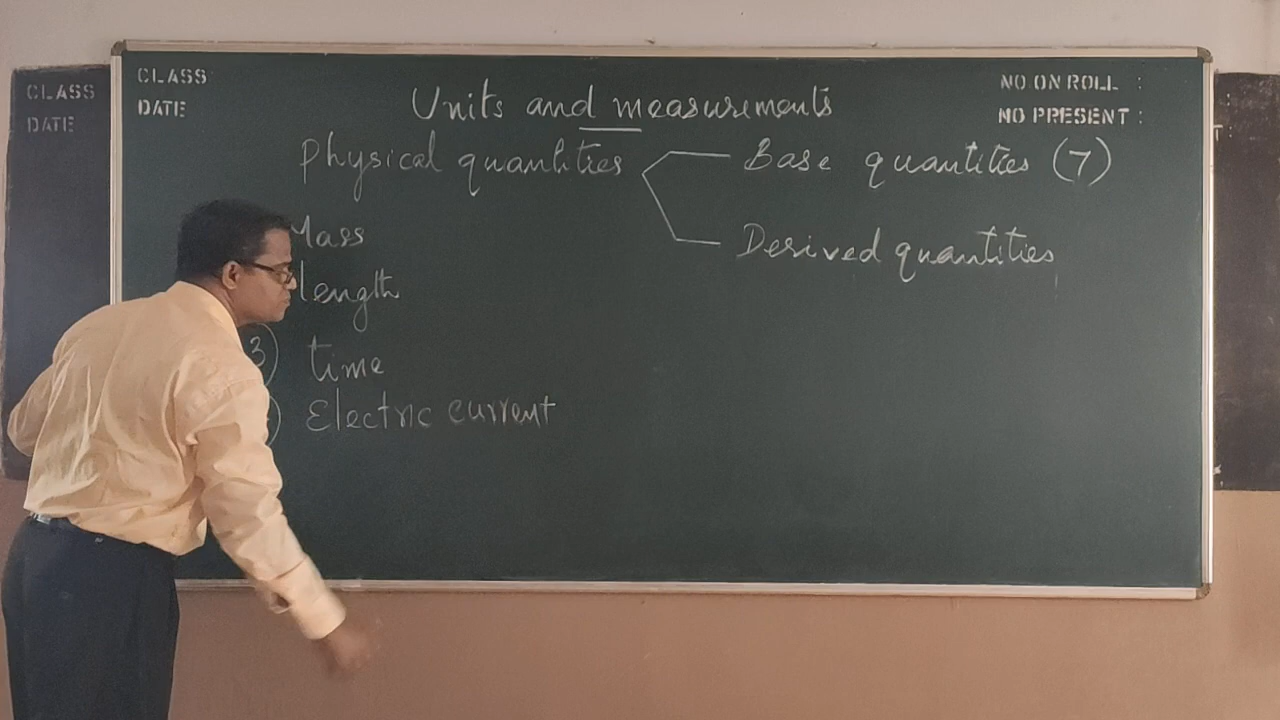 CLASS
DATE
CLASS
DATE
NO ON ROLL :
NO PRESENT :
Units and measurements
Physical quantities
Base quantities (7)
Derived quantities
Mass
length
3) time
) Electric current
T: